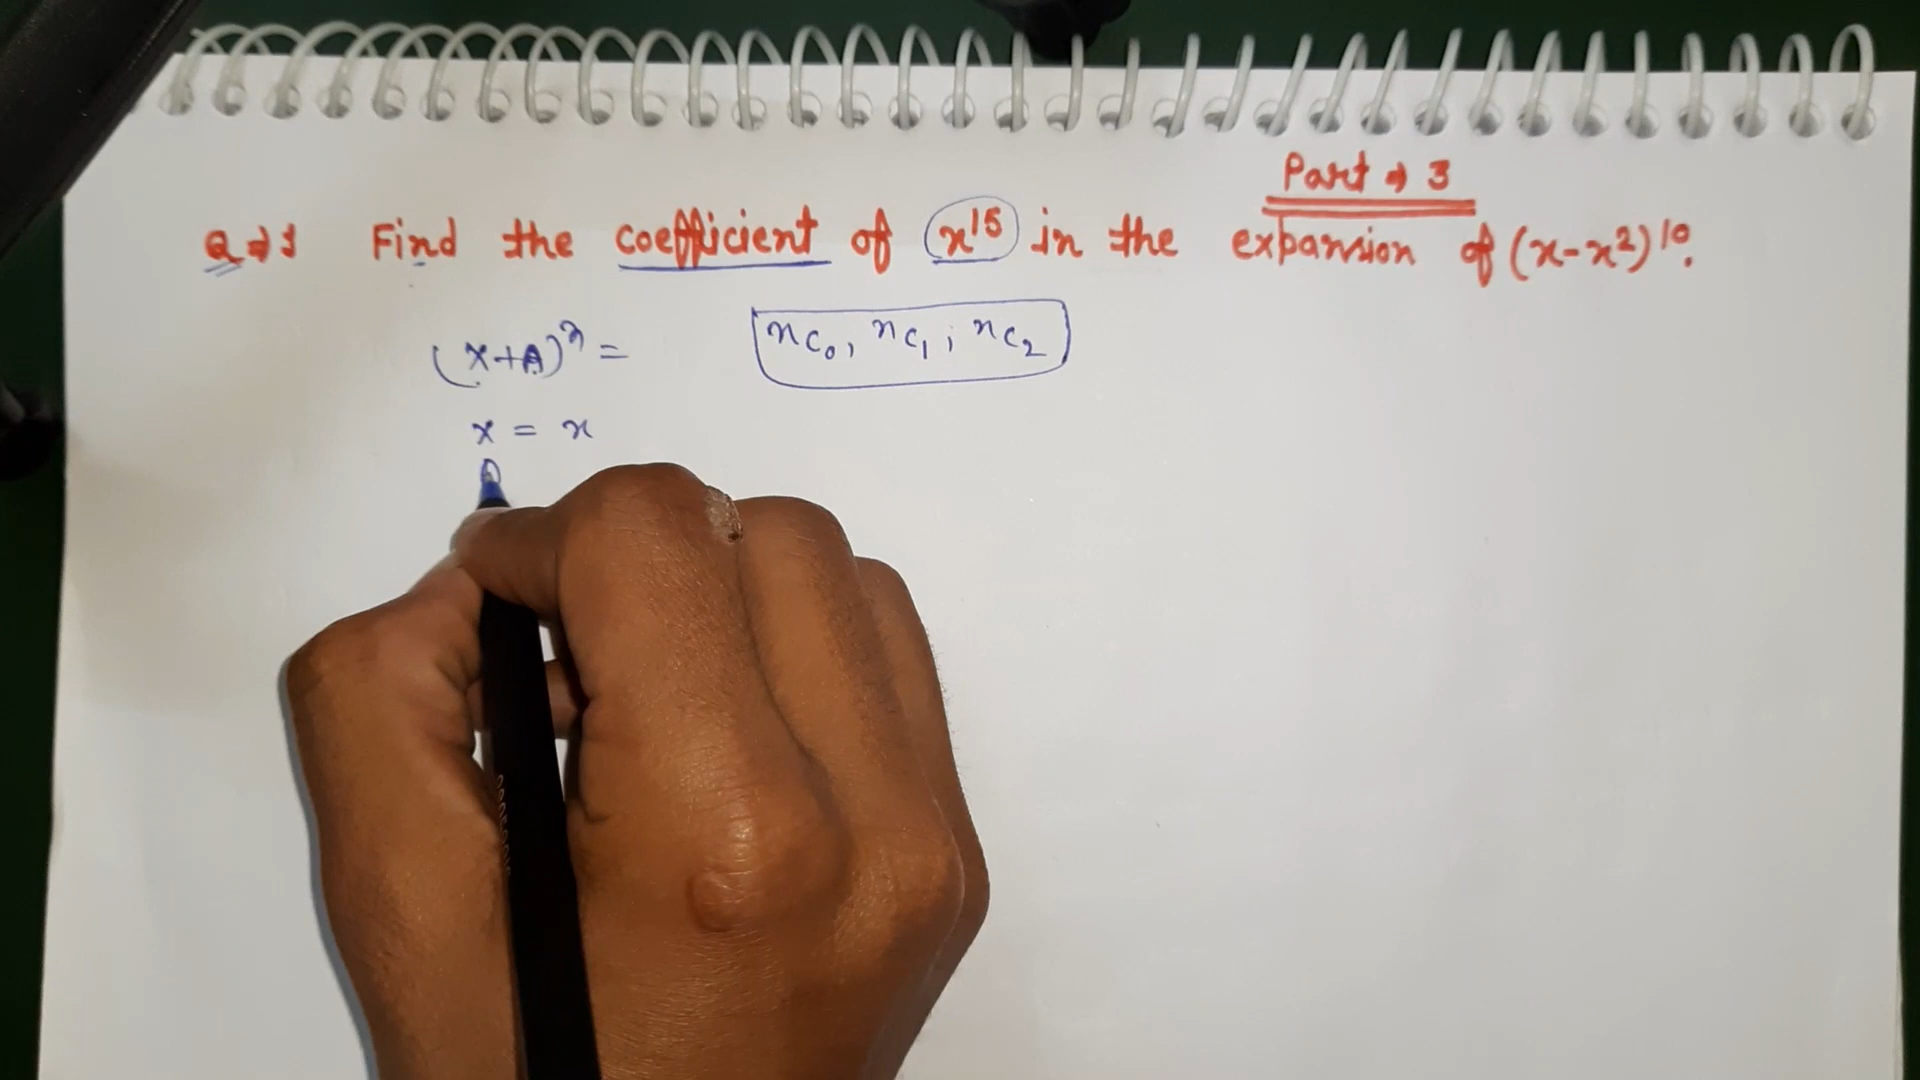 Part → 3
Q→1 Find the coefficient of x¹⁵ in the expansion of (x-x²)¹⁰.
(x+A)ⁿ = nC₀, nC₁, nC₂
x = x
A